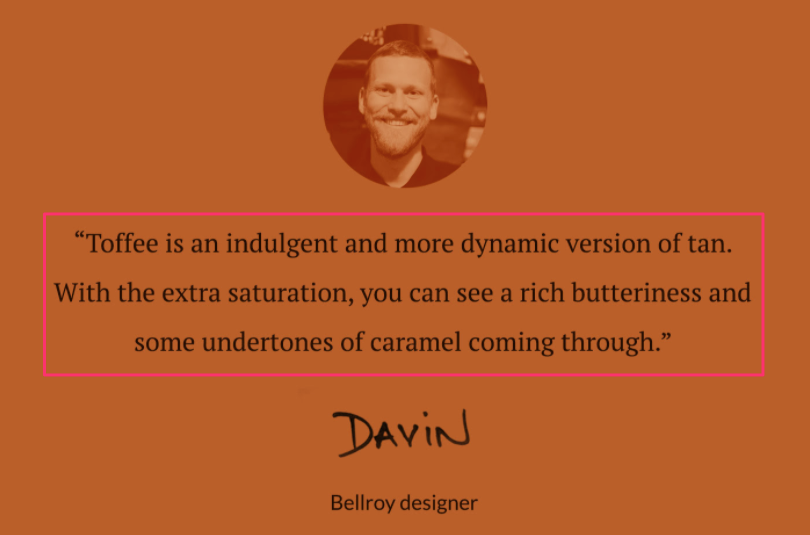 “Toffee is an indulgent and more dynamic version of tan.
With the extra saturation, you can see a rich butteriness and
some undertones of caramel coming through.”
DAViN
Bellroy designer